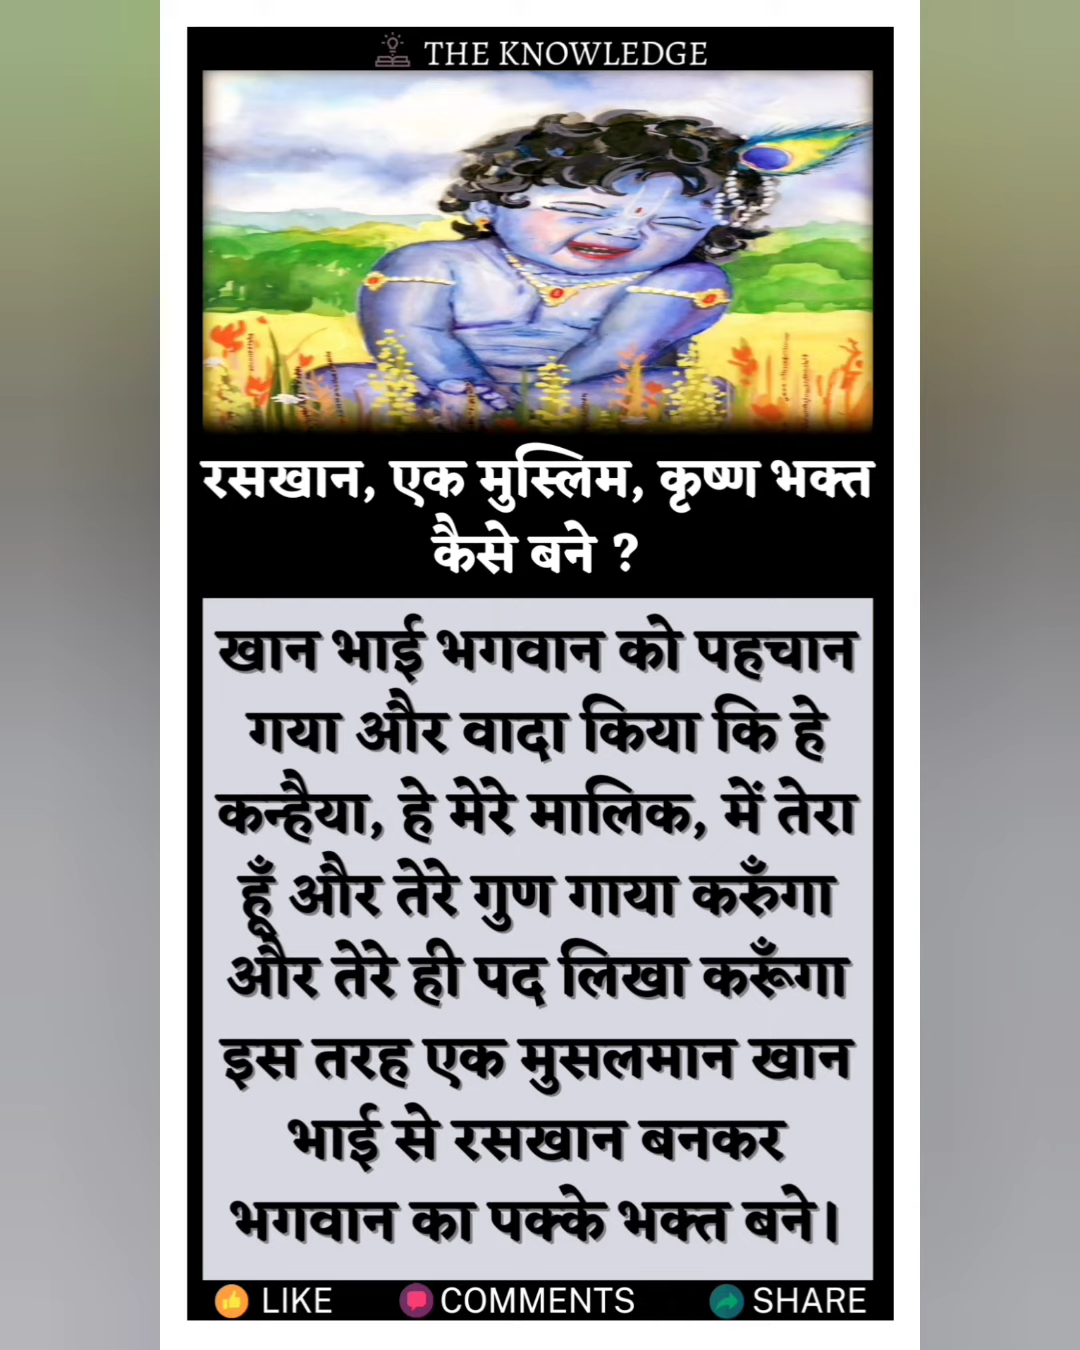 THE KNOWLEDGE
रसखान, एक मुस्लिम, कृष्ण भक्त
कैसे बने ?
खान भाई भगवान को पहचान
गया और वादा किया कि हे
कन्हैया, हे मेरे मालिक, में तेरा
हूँ और तेरे गुण गाया करुँगा
और तेरे ही पद लिखा करूँगा
इस तरह एक मुसलमान खान
भाई से रसखान बनकर
भगवान का पक्के भक्त बने।
LIKE COMMENTS SHARE